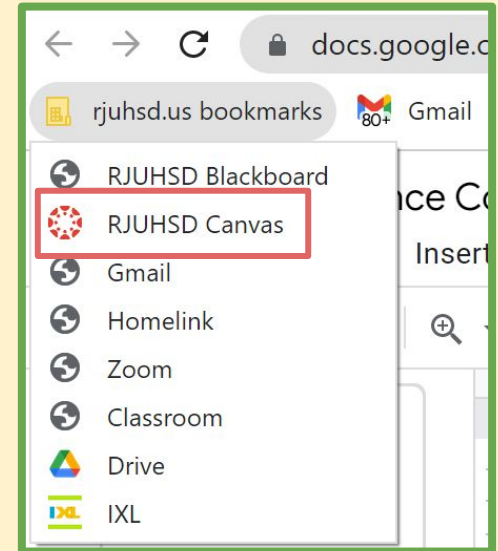 docs.google.c
rjuhsd.us bookmarks
80+
Gmail
RJUHSD Blackboard
RJUHSD Canvas
Gmail
Homelink
Zoom
Classroom
Drive
IXL
IXL
nce Co
Insert